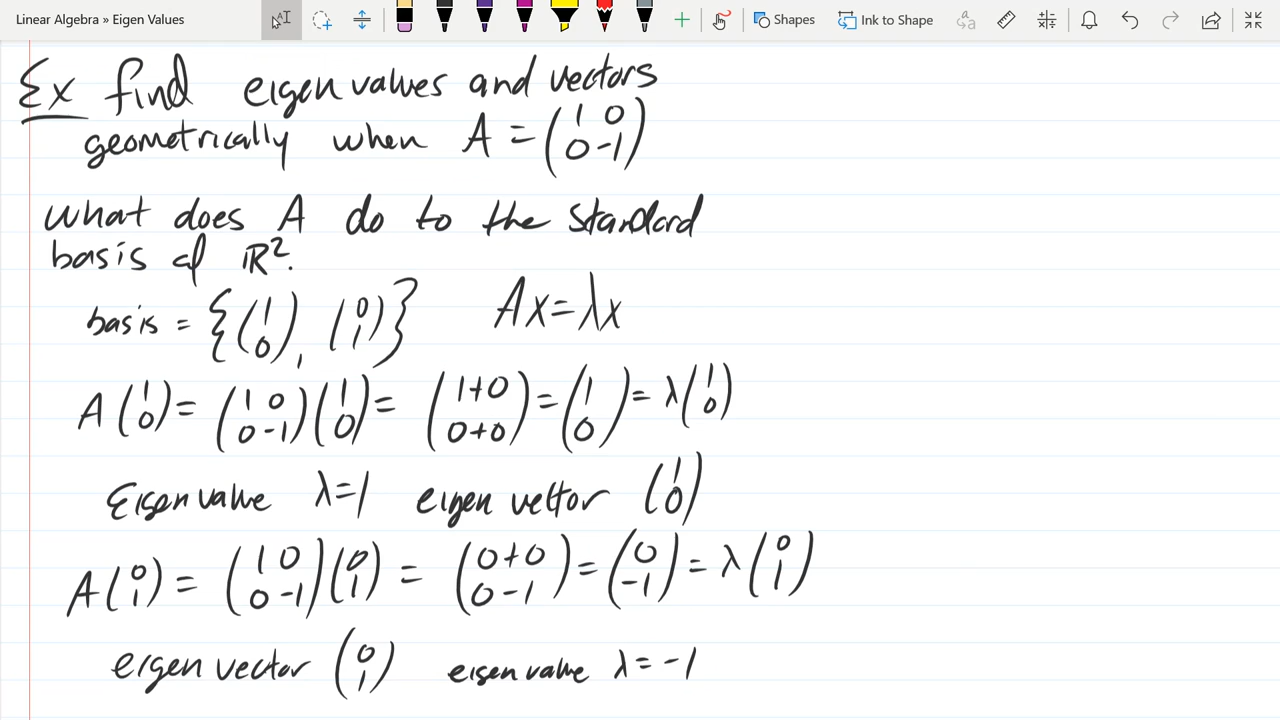 Linear Algebra » Eigen Values
Shapes
Ink to Shape
Ex find eigen values and vectors
geometrically when A = (1 0; 0 -1)
What does A do to the standard
basis of ℝ².
basis = {(1; 0), (0; 1)} Ax = λx
A(1; 0) = (1 0; 0 -1)(1; 0) = (1+0; 0+0) = (1; 0) = λ(1; 0)
Eigen value λ=1 eigen vector (1; 0)
A(0; 1) = (1 0; 0 -1)(0; 1) = (0+0; 0-1) = (0; -1) = λ(0; 1)
eigen vector (0; 1) eigen value λ = -1